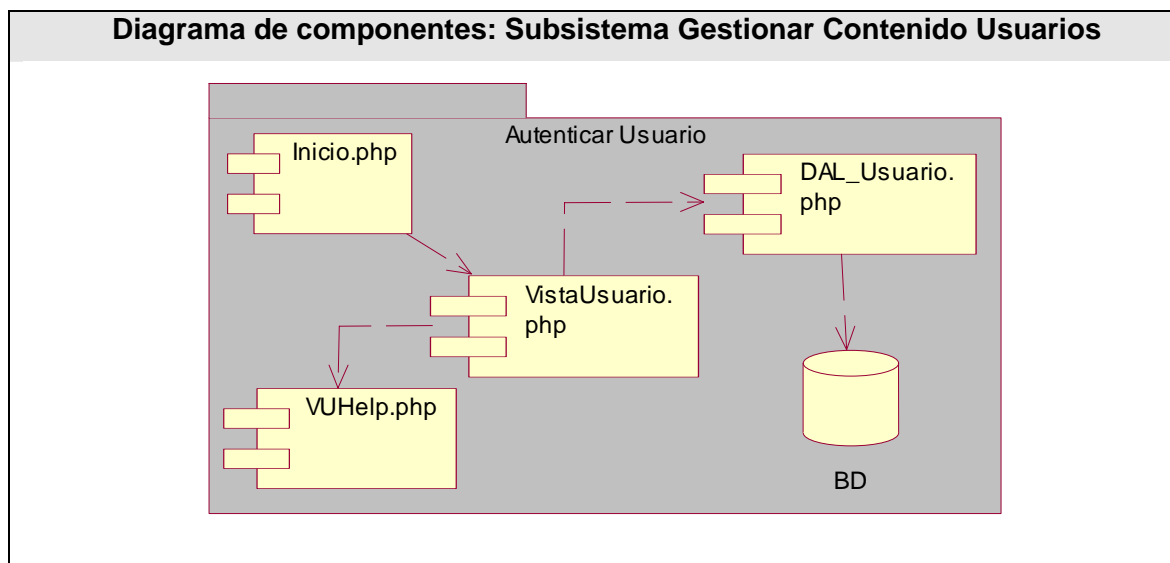 Diagrama de componentes: Subsistema Gestionar Contenido Usuarios
Autenticar Usuario
Inicio.php
DAL_Usuario.
php
VistaUsuario.
php
VUHelp.php
BD